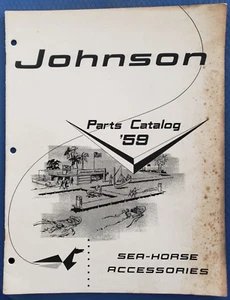 Johnson
Parts Catalog
'59
SEA-HORSE
ACCESSORIES